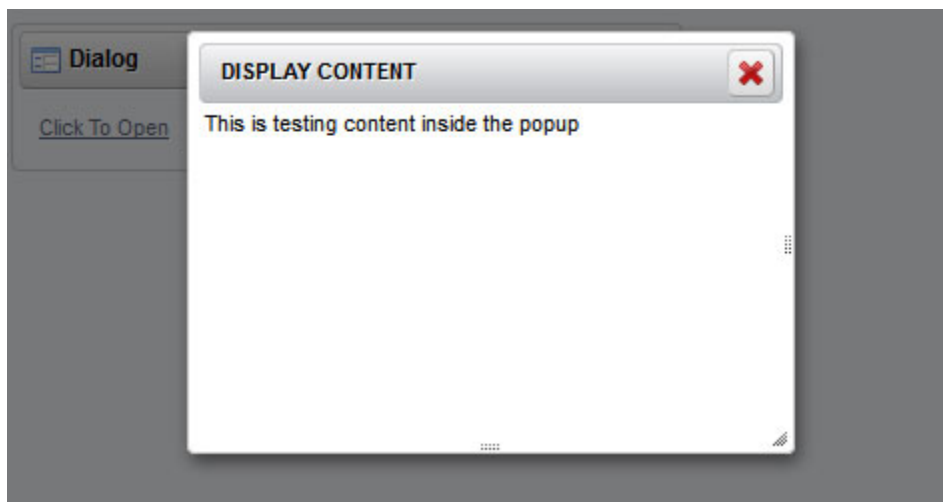 Dialog
DISPLAY CONTENT
Click To Open
This is testing content inside the popup